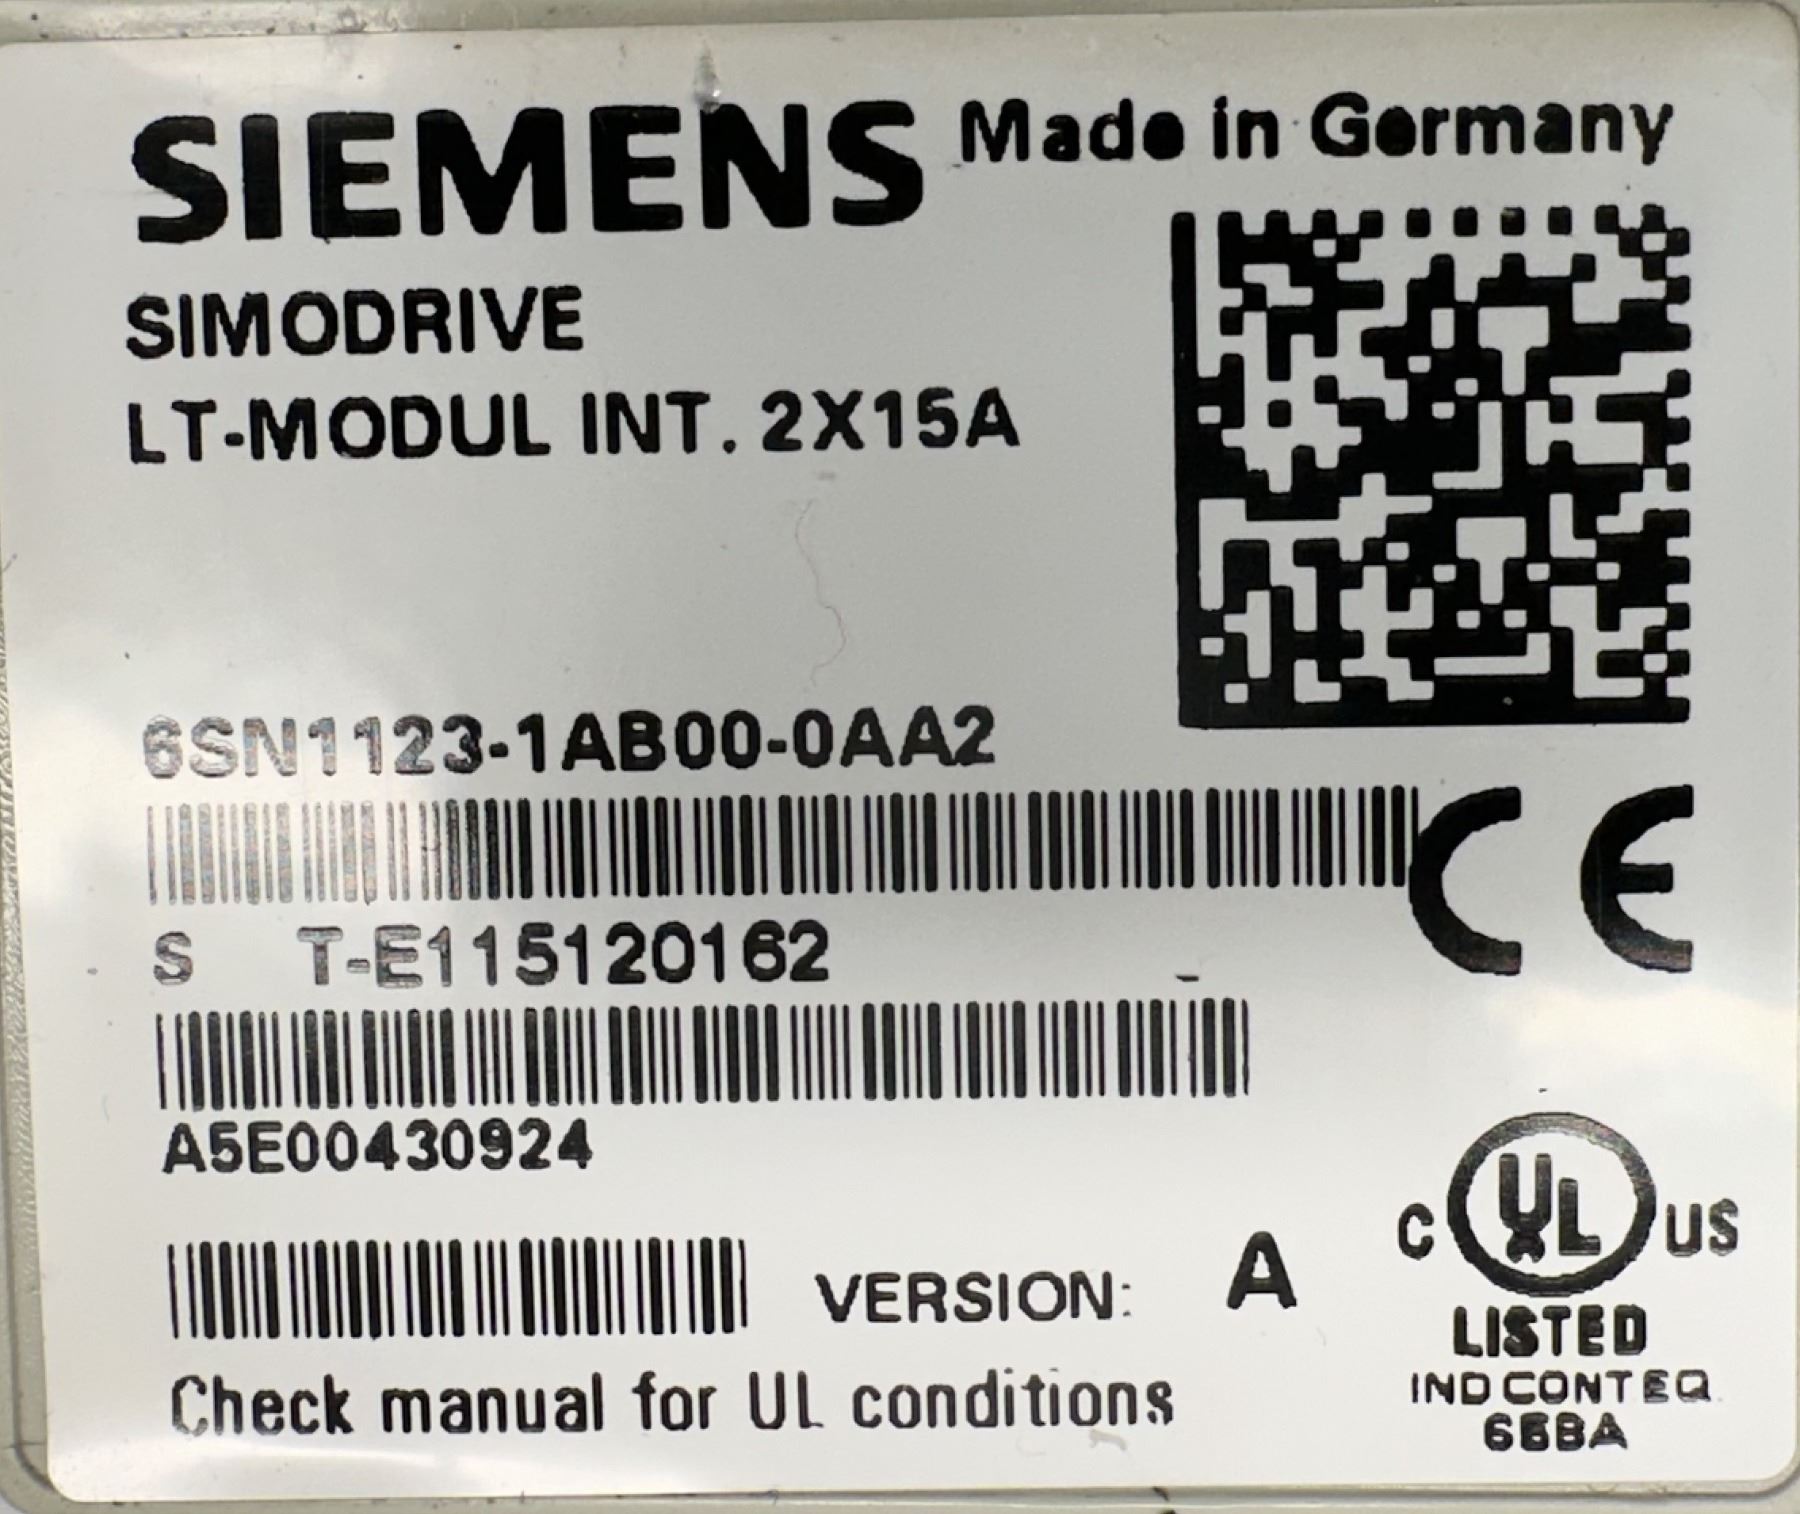 SIEMENS Made in Germany
SIMODRIVE
LT-MODUL INT. 2X15A
6SN1123-1AB00-0AA2
S T-E115120162
A5E00430924
VERSION: A
Check manual for UL conditions
CE
C UL US
LISTED
IND CONT EQ